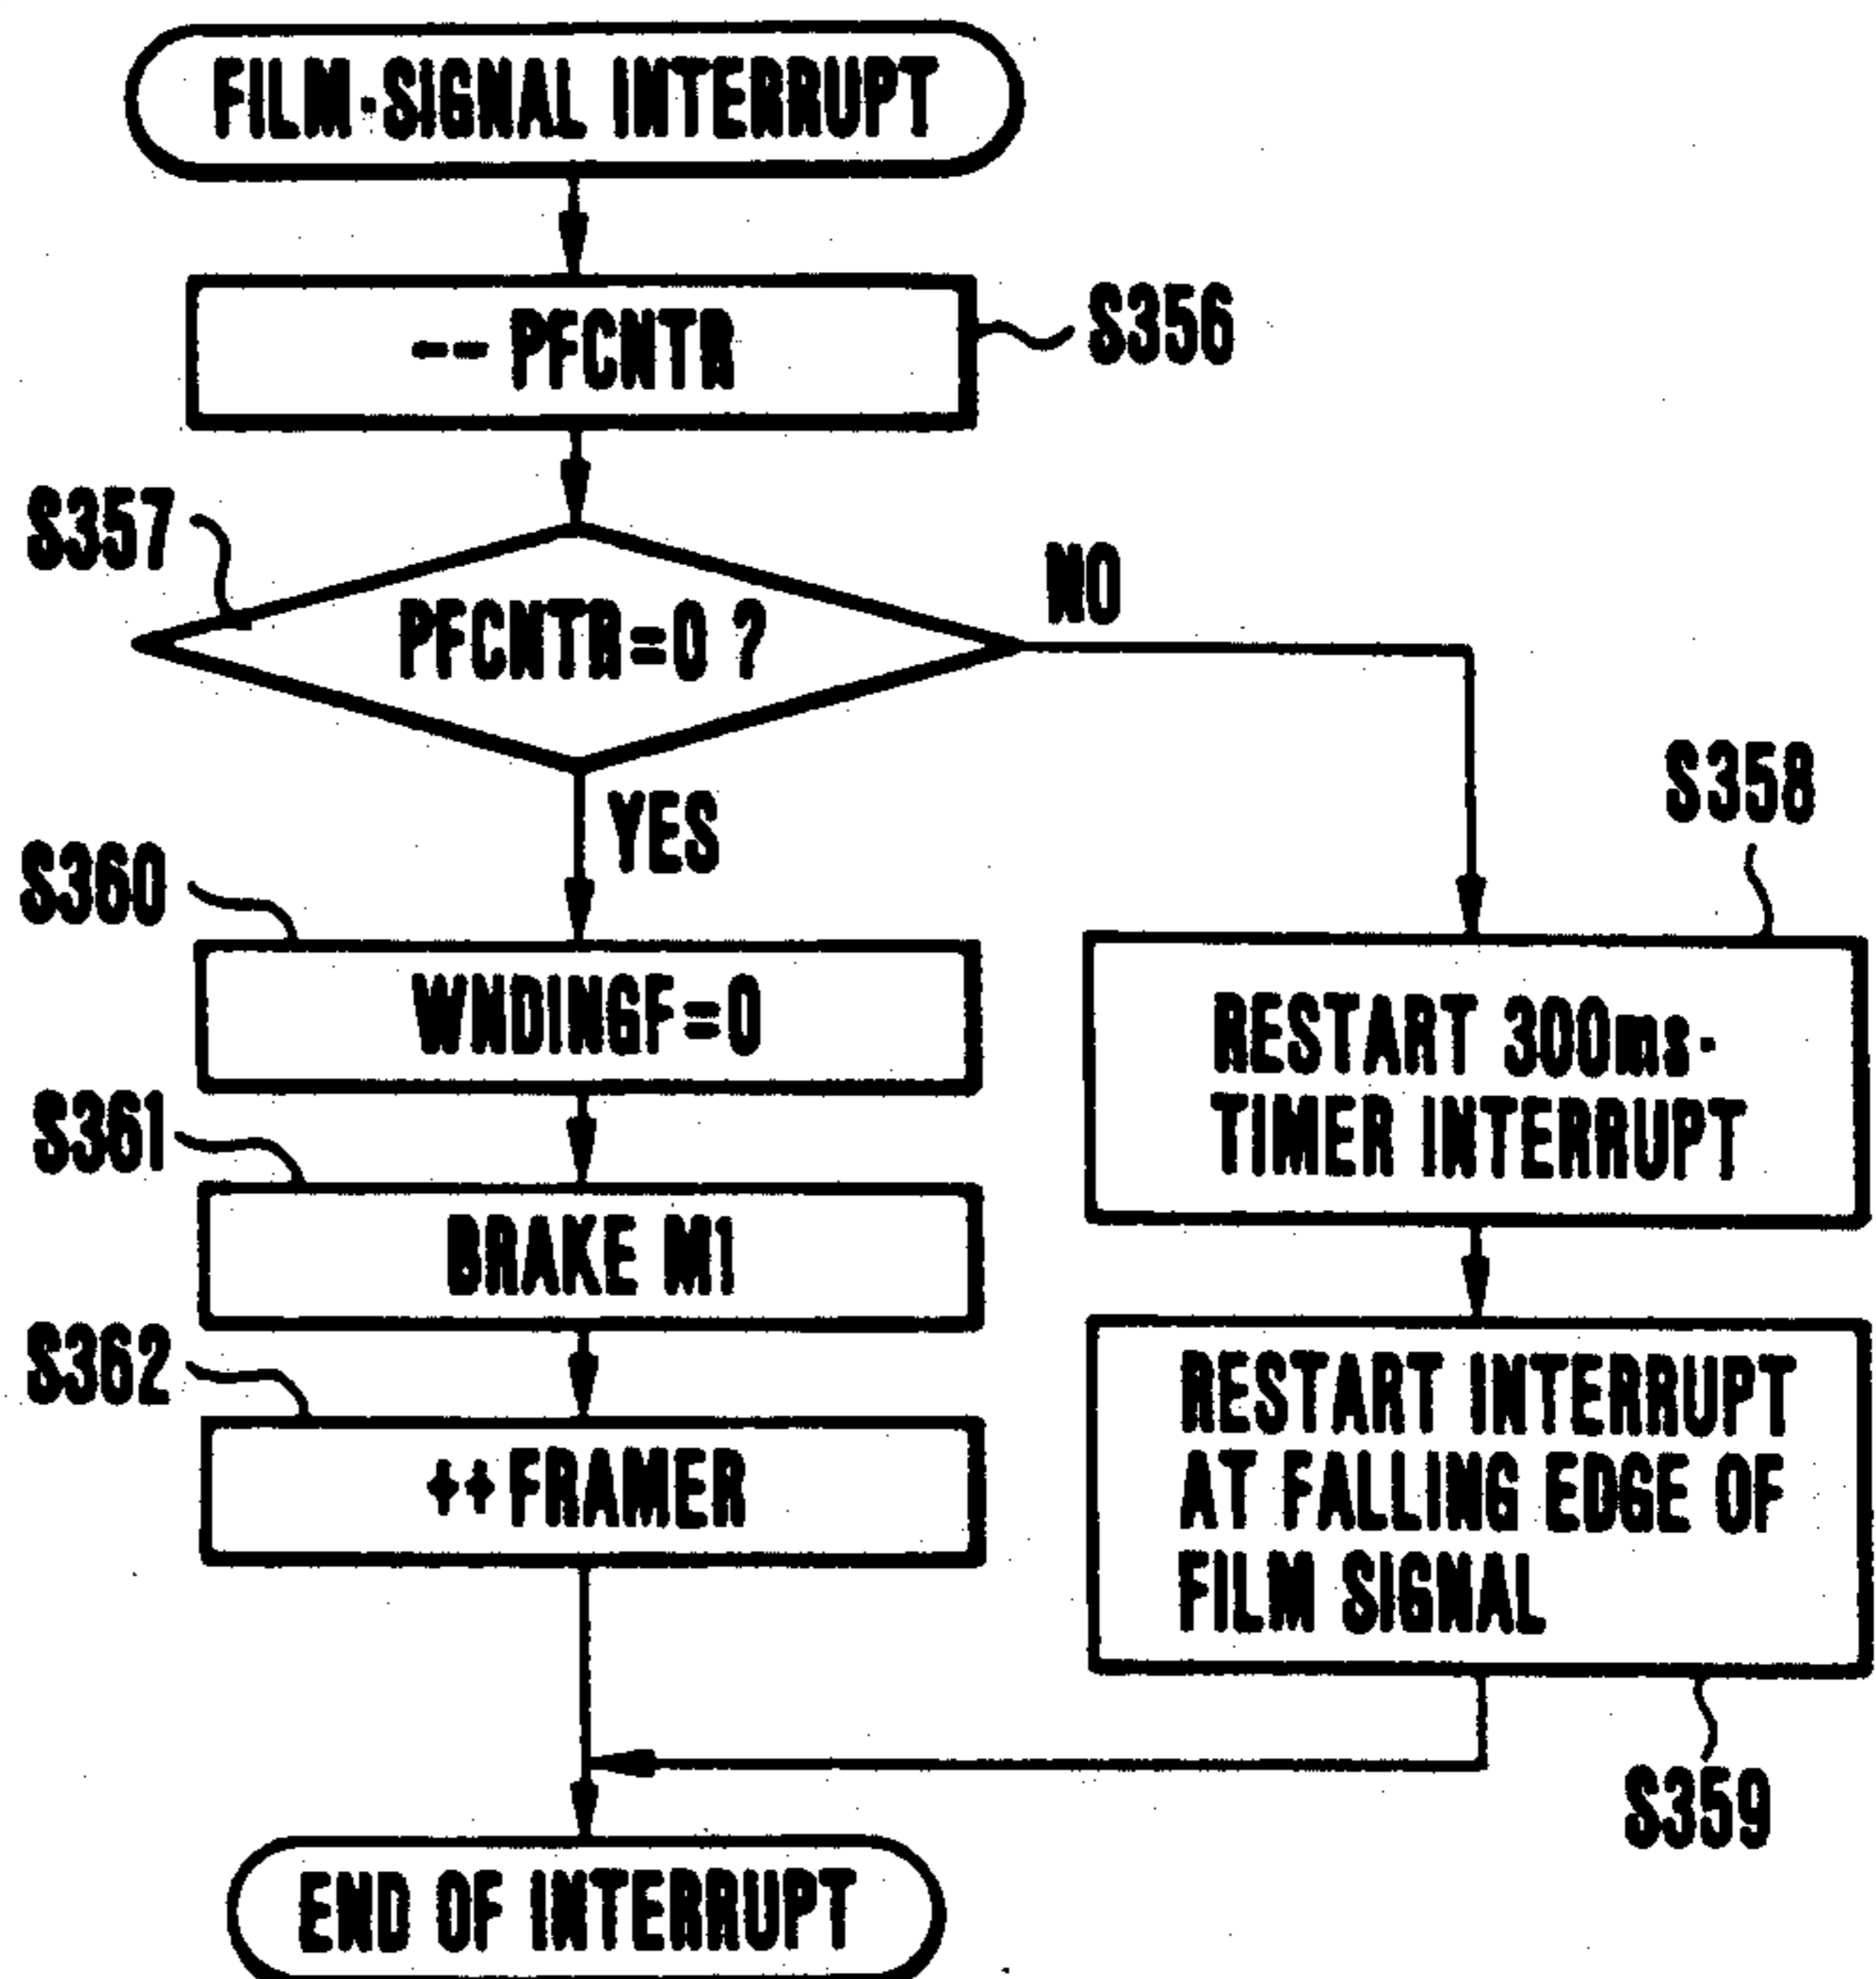 FILM·SIGNAL INTERRUPT
--PFCNTR
S356
S357
PFCNTR=0 ?
NO
YES
S358
S360
WNDINGF=0
RESTART 300ms·
TIMER INTERRUPT
S361
BRAKE M1
S362
++FRAMER
RESTART INTERRUPT
AT FALLING EDGE OF
FILM SIGNAL
S359
END OF INTERRUPT